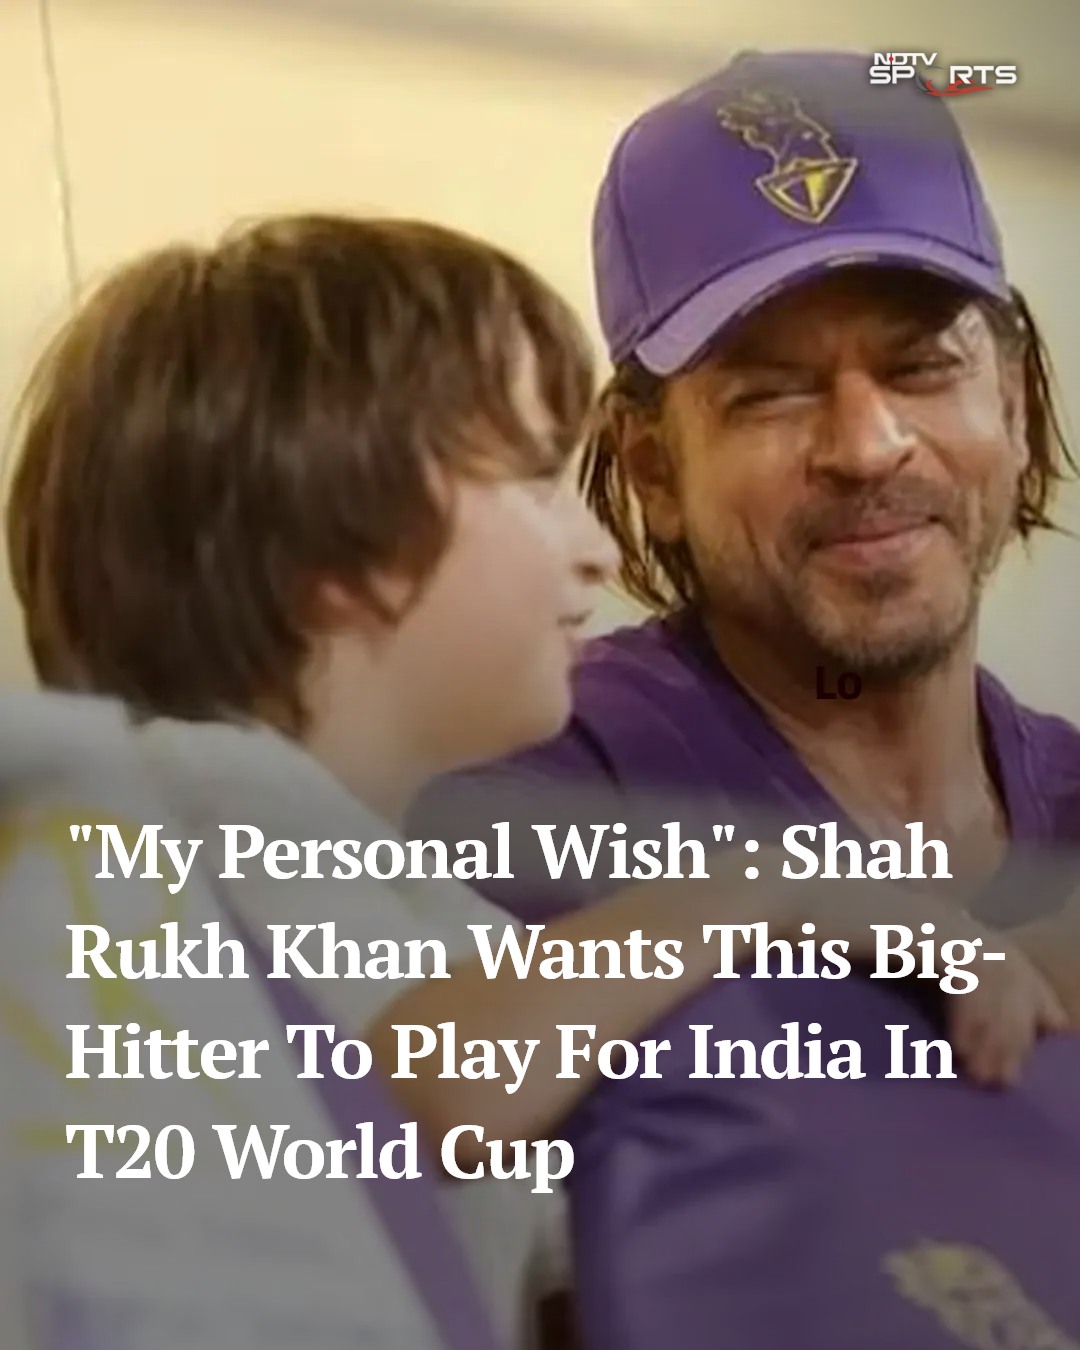 NDTV
SPORTS
Lo
"My Personal Wish": Shah
Rukh Khan Wants This Big-
Hitter To Play For India In
T20 World Cup